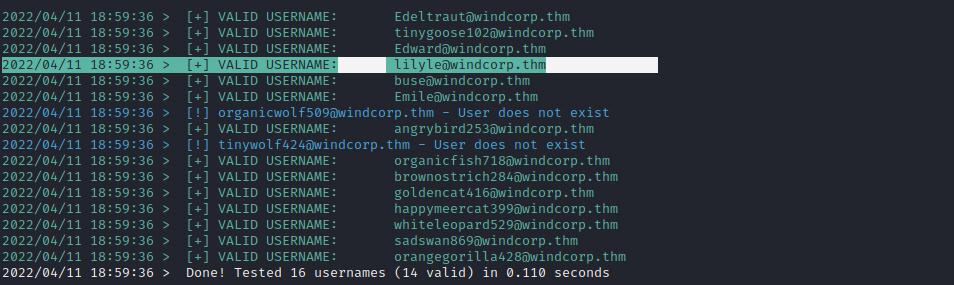 2022/04/11 18:59:36 > [+] VALID USERNAME: Edeltraut@windcorp.thm
2022/04/11 18:59:36 > [+] VALID USERNAME: tinygoose102@windcorp.thm
2022/04/11 18:59:36 > [+] VALID USERNAME: Edward@windcorp.thm
2022/04/11 18:59:36 > [+] VALID USERNAME: lilyle@windcorp.thm
2022/04/11 18:59:36 > [+] VALID USERNAME: buse@windcorp.thm
2022/04/11 18:59:36 > [+] VALID USERNAME: Emile@windcorp.thm
2022/04/11 18:59:36 > [!] organicwolf509@windcorp.thm - User does not exist
2022/04/11 18:59:36 > [+] VALID USERNAME: angrybird253@windcorp.thm
2022/04/11 18:59:36 > [!] tinywolf424@windcorp.thm - User does not exist
2022/04/11 18:59:36 > [+] VALID USERNAME: organicfish718@windcorp.thm
2022/04/11 18:59:36 > [+] VALID USERNAME: brownostrich284@windcorp.thm
2022/04/11 18:59:36 > [+] VALID USERNAME: goldencat416@windcorp.thm
2022/04/11 18:59:36 > [+] VALID USERNAME: happymeercat399@windcorp.thm
2022/04/11 18:59:36 > [+] VALID USERNAME: whiteleopard529@windcorp.thm
2022/04/11 18:59:36 > [+] VALID USERNAME: sadswan869@windcorp.thm
2022/04/11 18:59:36 > [+] VALID USERNAME: orangegorilla428@windcorp.thm
2022/04/11 18:59:36 > Done! Tested 16 usernames (14 valid) in 0.110 seconds